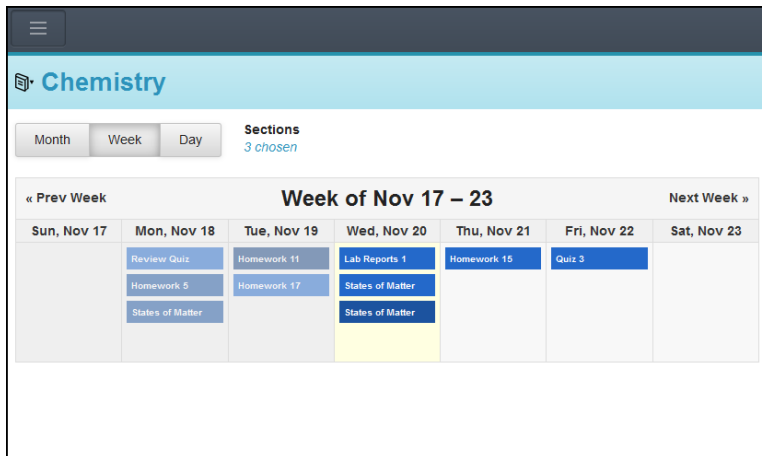 Chemistry
Month Week Day
Sections
3 chosen
« Prev Week
Week of Nov 17 – 23
Next Week »
Sun, Nov 17 Mon, Nov 18 Tue, Nov 19 Wed, Nov 20 Thu, Nov 21 Fri, Nov 22 Sat, Nov 23
Review Quiz Homework 11 Lab Reports 1 Homework 15 Quiz 3
Homework 5 Homework 17 States of Matter
States of Matter States of Matter